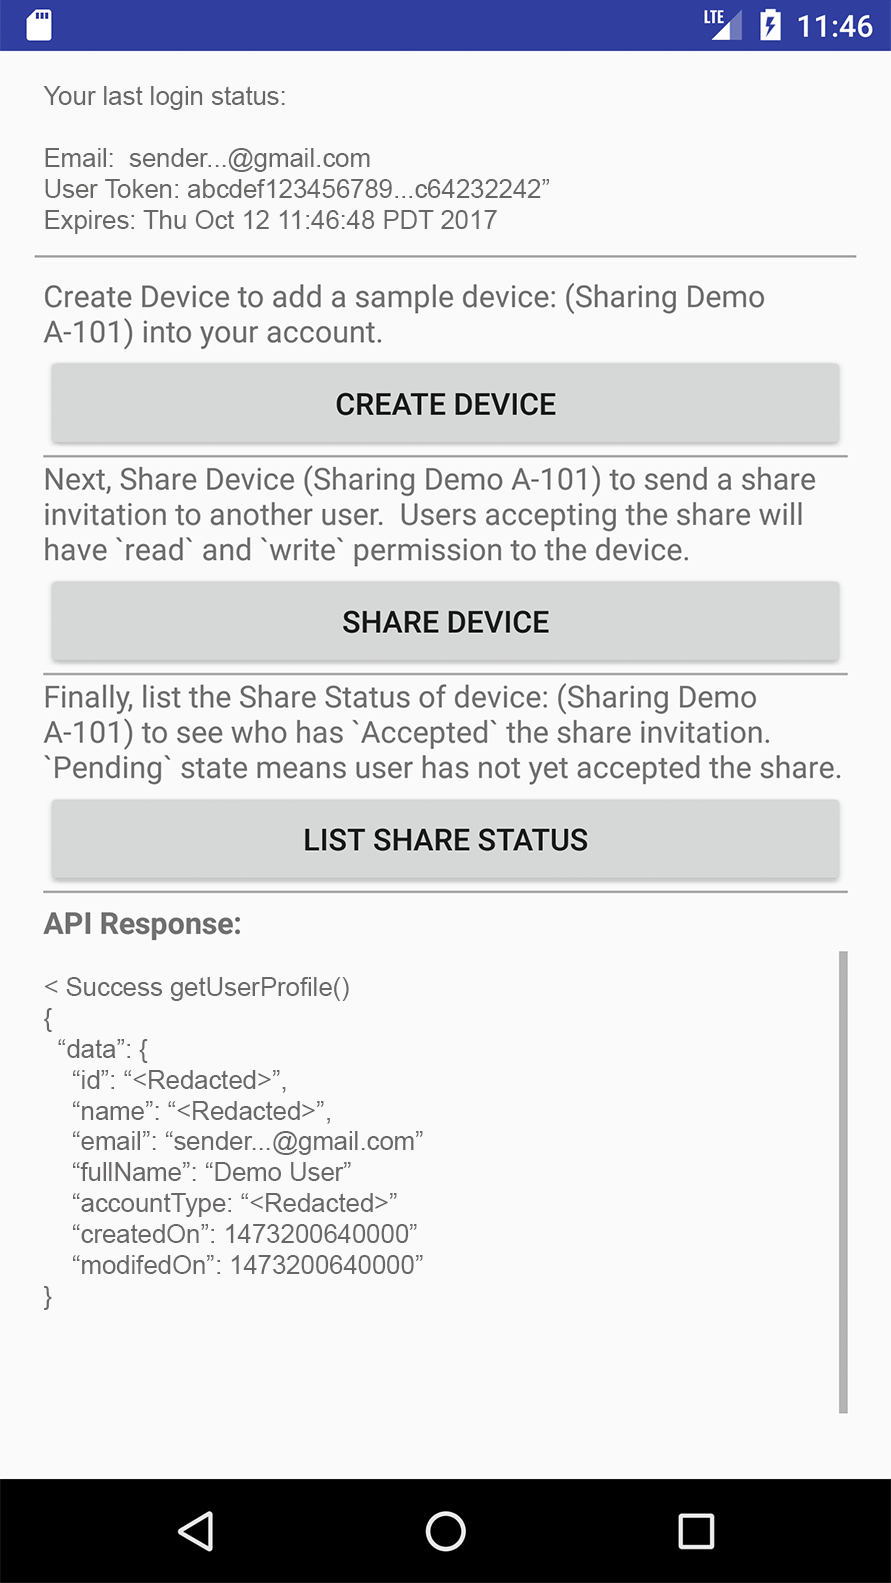 LTE 11:46
Your last login status:
Email:  sender...@gmail.com
User Token: abcdef123456789...c64232242”
Expires: Thu Oct 12 11:46:48 PDT 2017
Create Device to add a sample device: (Sharing Demo
A-101) into your account.
CREATE DEVICE
Next, Share Device (Sharing Demo A-101) to send a share
invitation to another user.  Users accepting the share will
have `read` and `write` permission to the device.
SHARE DEVICE
Finally, list the Share Status of device: (Sharing Demo
A-101) to see who has `Accepted` the share invitation.
`Pending` state means user has not yet accepted the share.
LIST SHARE STATUS
API Response:
< Success getUserProfile()
{
“data”: {
“id”: “<Redacted>”,
“name”: “<Redacted>”,
“email”: “sender...@gmail.com”
“fullName”: “Demo User”
“accountType: “<Redacted>”
“createdOn”: 1473200640000”
“modifedOn”: 1473200640000”
}